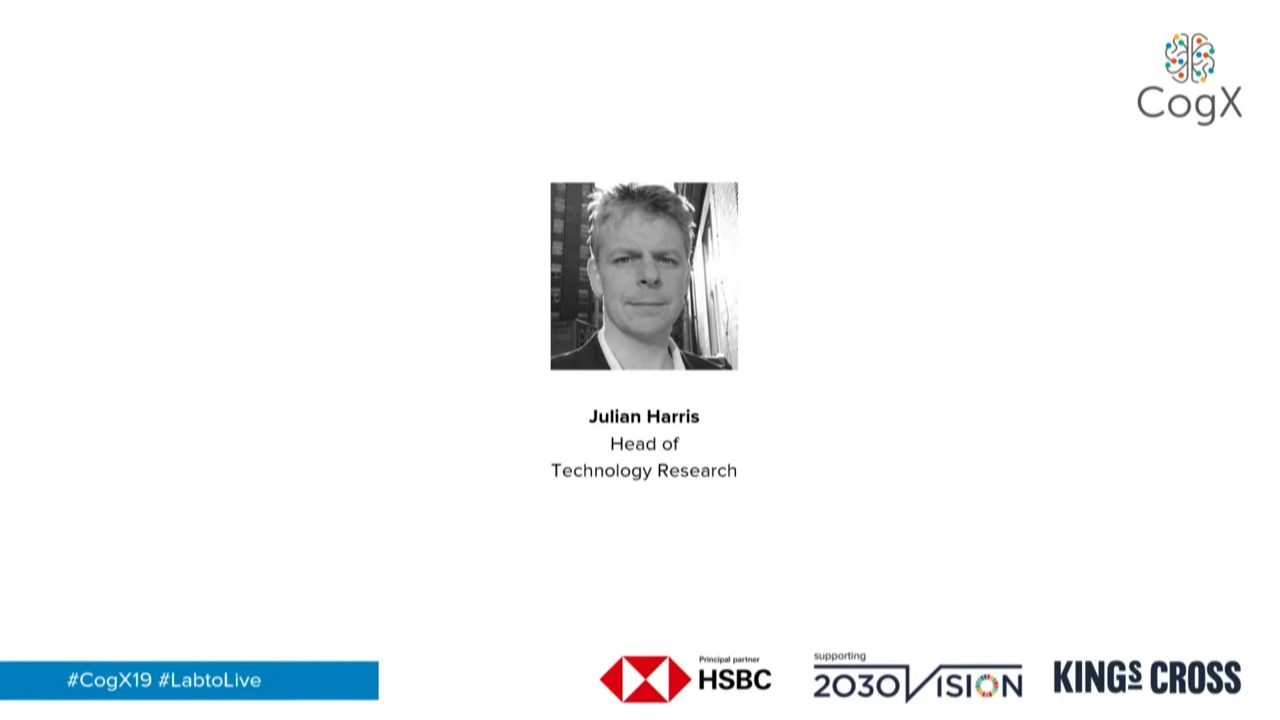 CogX
Julian Harris
Head of
Technology Research
#CogX19 #LabtoLive
Principal partner
HSBC
supporting
2030VISION
KINGS CROSS